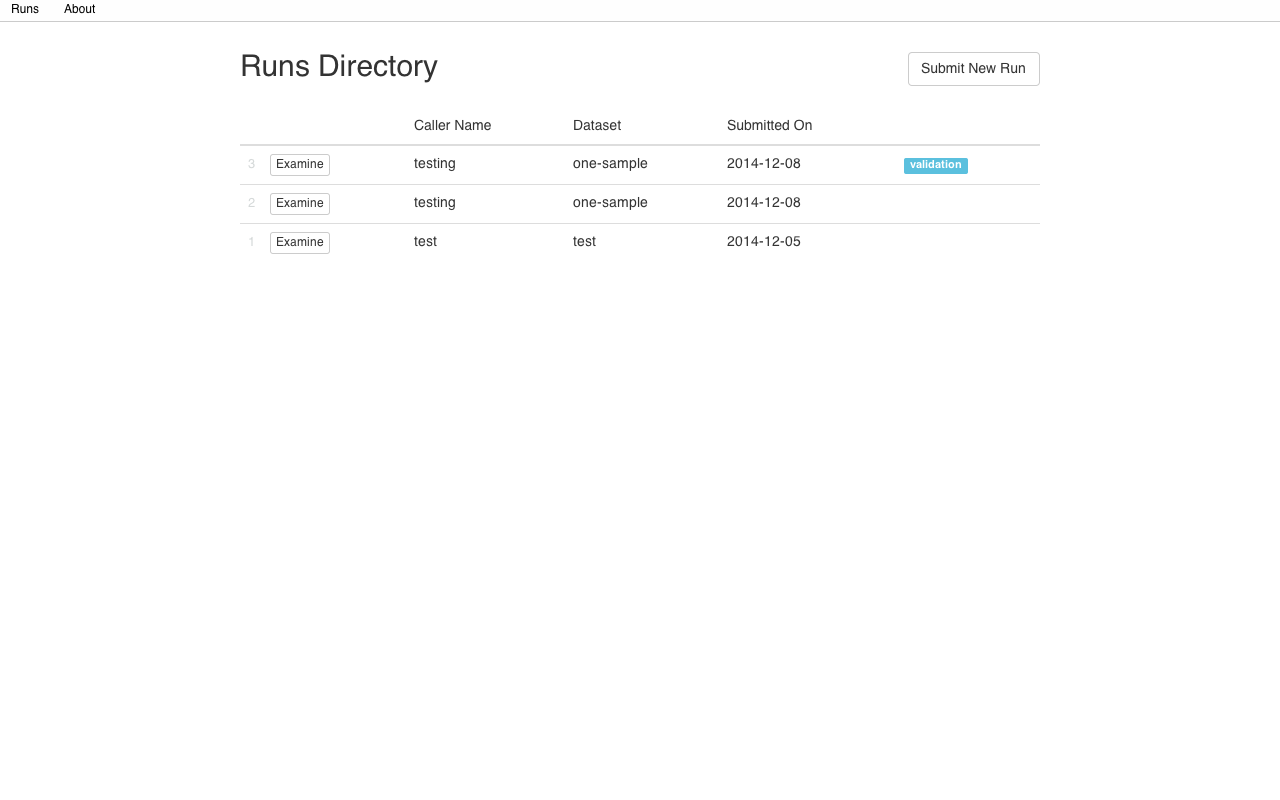 Runs About
Runs Directory
Submit New Run
Caller Name Dataset Submitted On
3 Examine testing one-sample 2014-12-08 validation
2 Examine testing one-sample 2014-12-08
1 Examine test test 2014-12-05